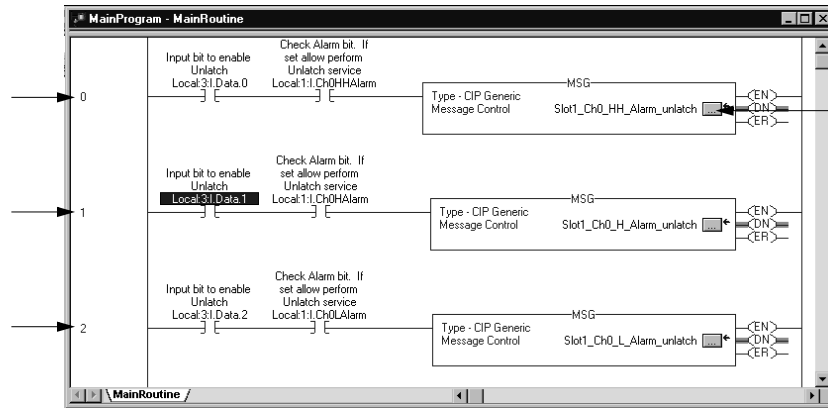 MainProgram - MainRoutine
Input bit to enable
Unlatch
Local:3:I.Data.0
Check Alarm bit. If
set allow perform
Unlatch service
Local:1:I.Ch0HHAlarm
0
MSG
Type - CIP Generic
Message Control Slot1_Ch0_HH_Alarm_unlatch ...
EN
DN
ER
Input bit to enable
Unlatch
Local:3:I.Data.1
Check Alarm bit. If
set allow perform
Unlatch service
Local:1:I.Ch0HAlarm
1
MSG
Type - CIP Generic
Message Control Slot1_Ch0_H_Alarm_unlatch ...
EN
DN
ER
Input bit to enable
Unlatch
Local:3:I.Data.2
Check Alarm bit. If
set allow perform
Unlatch service
Local:1:I.Ch0LAlarm
2
MSG
Type - CIP Generic
Message Control Slot1_Ch0_L_Alarm_unlatch ...
EN
DN
ER
MainRoutine